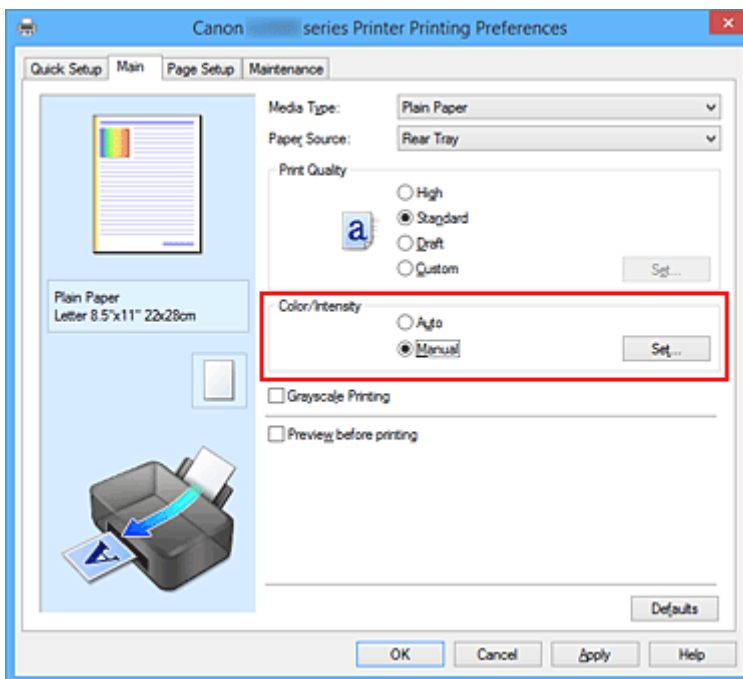 Canon series Printer Printing Preferences
Quick Setup Main Page Setup Maintenance
Media Type: Plain Paper
Paper Source: Rear Tray
Print Quality
High
Standard
Draft
Custom
Set...
Plain Paper
Letter 8.5"x11" 22x28cm
Color/Intensity
Auto
Manual
Set...
Grayscale Printing
Preview before printing
Defaults
OK Cancel Apply Help